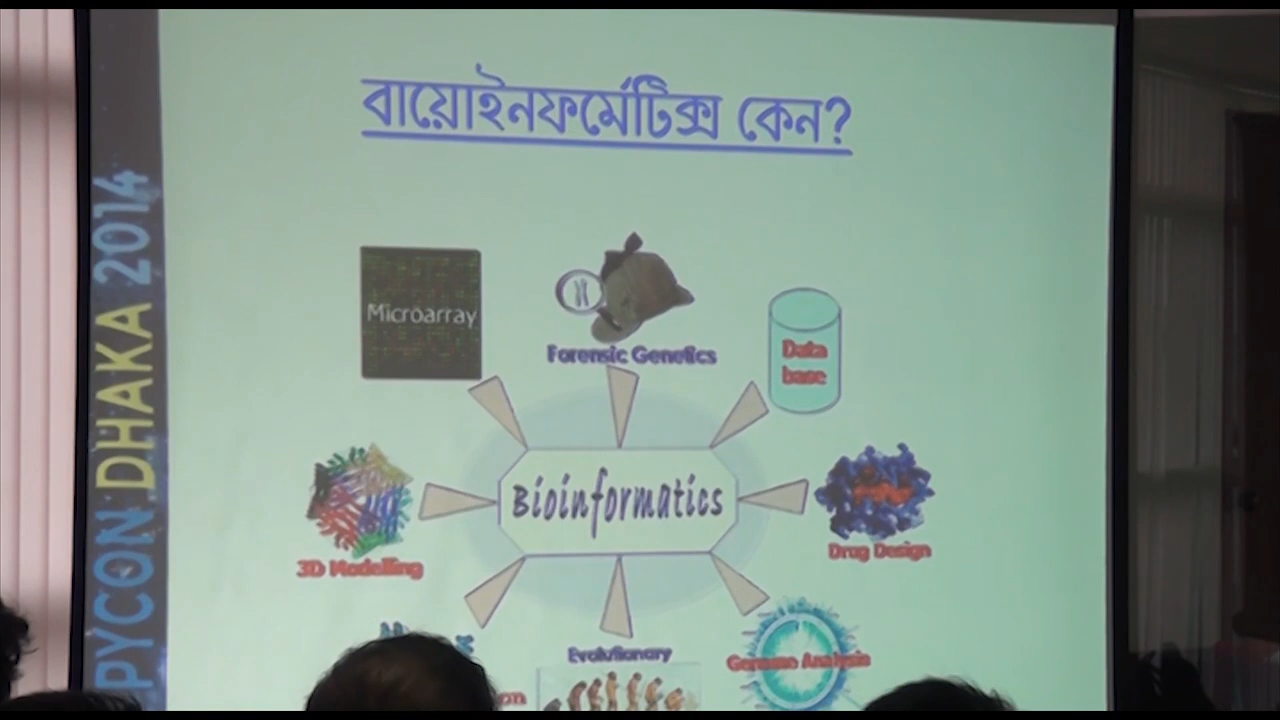 PYCON DHAKA 2014
বায়োইনফর্মেটিক্স কেন?
Microarray
Forensic Genetics
Data
base
Bioinformatics
3D Modelling
Drug Design
Evolutionary
Genome Analysis